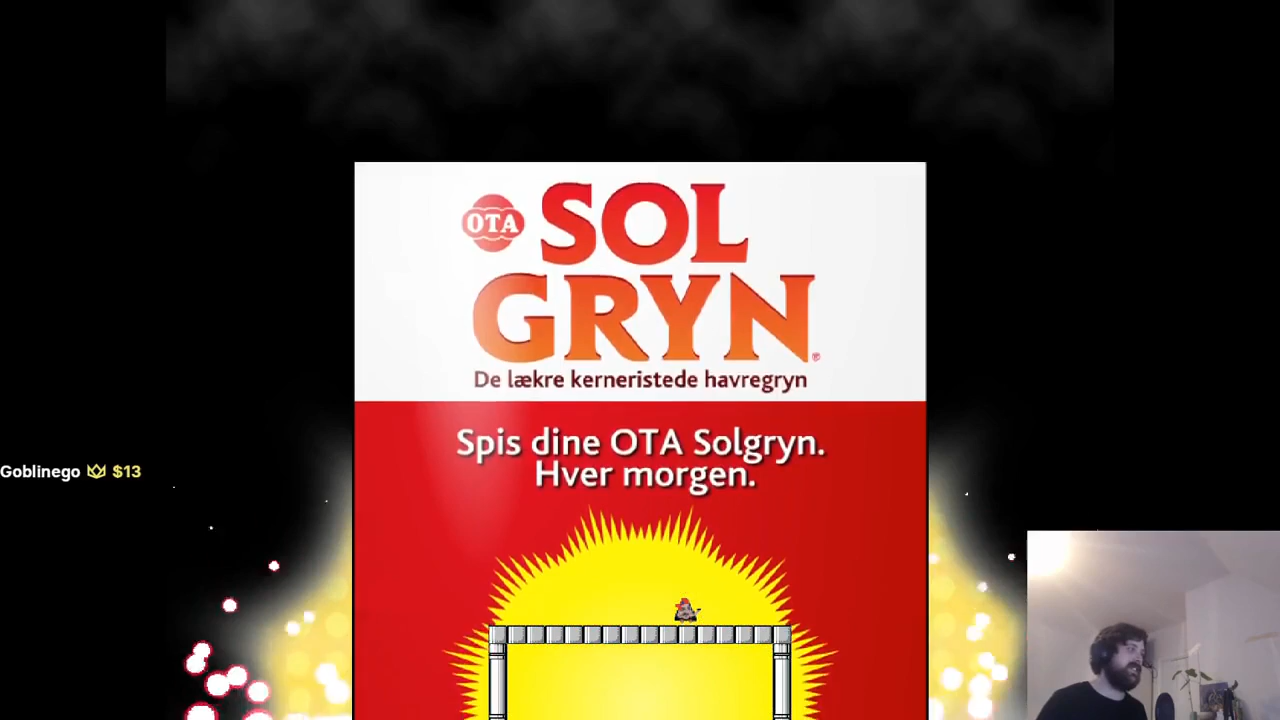 OTA
SOL
GRYN®
De lækre kerneristede havregryn
Spis dine OTA Solgryn.
Hver morgen.
Goblinego $13